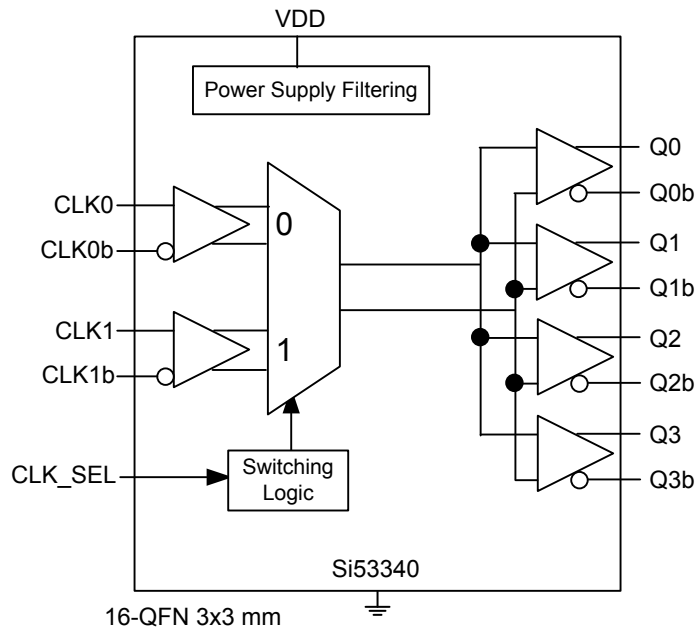 VDD
Power Supply Filtering
CLK0
CLK0b
CLK1
CLK1b
0
1
CLK_SEL
Switching
Logic
Q0
Q0b
Q1
Q1b
Q2
Q2b
Q3
Q3b
Si53340
16-QFN 3x3 mm